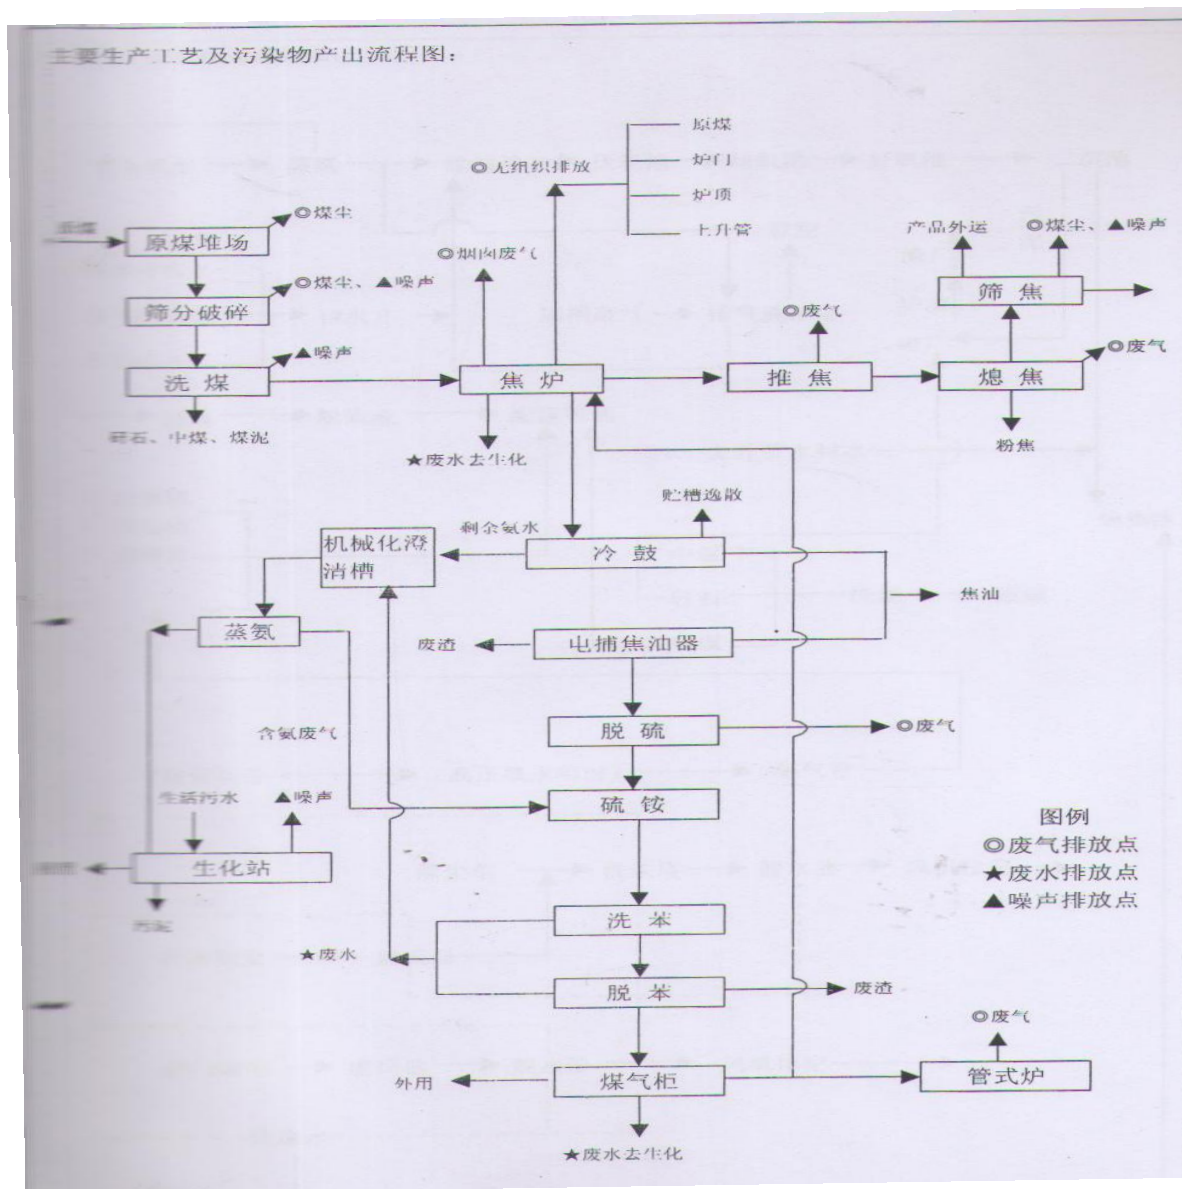 主要生产工艺及污染物产出流程图：
原煤
◎无组织排放
炉门
炉顶
上升管
◎煤尘
原煤
原煤堆场
产品外运
◎煤尘、▲噪声
◎烟囱废气
◎煤尘、▲噪声
筛分破碎
筛 焦
◎废气
▲噪声
◎废气
洗 煤
焦 炉
推 焦
熄 焦
矸石、中煤、煤泥
★废水去生化
粉焦
贮槽逸散
剩余氨水
机械化澄
消槽
冷 鼓
焦油
蒸氨
废渣
电捕焦油器
含氨废气
脱 硫
◎废气
生活污水
▲噪声
硫 铵
图例
◎废气排放点
★废水排放点
▲噪声排放点
生化站
污泥
洗 苯
★废水
脱 苯
废渣
◎废气
外用
煤气柜
管式炉
★废水去生化